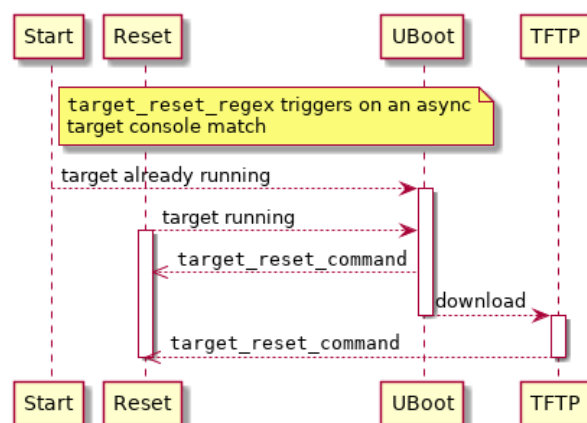 Start Reset UBoot TFTP
target_reset_regex triggers on an async
target console match
target already running
target running
target_reset_command
download
target_reset_command
Start Reset UBoot TFTP